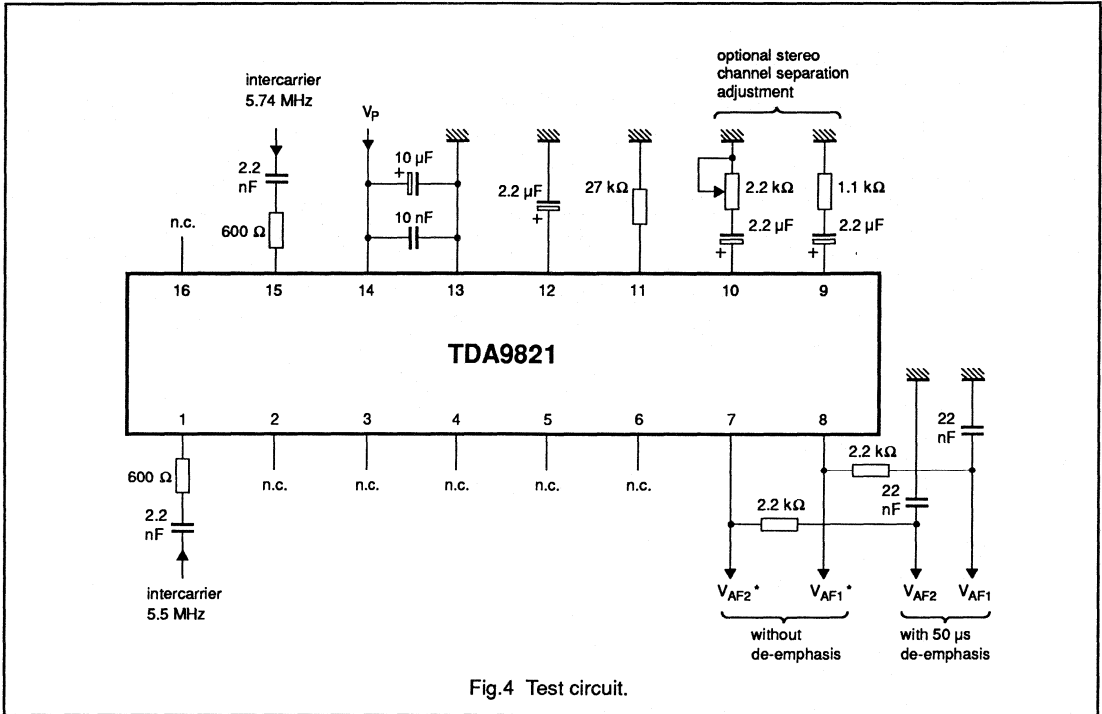 optional stereo
channel separation
adjustment
intercarrier
5.74 MHz
VP
2.2
nF
600 Ω
n.c.
10 µF
+
10 nF
2.2 µF
+
27 kΩ
2.2 kΩ
2.2 µF
+
1.1 kΩ
2.2 µF
+
16 15 14 13 12 11 10 9
TDA9821
1 2 3 4 5 6 7 8
600 Ω
2.2
nF
intercarrier
5.5 MHz
n.c. n.c. n.c. n.c. n.c.
2.2 kΩ
22
nF
2.2 kΩ
22
nF
VAF2* VAF1* VAF2 VAF1
without
de-emphasis
with 50 µs
de-emphasis
Fig.4 Test circuit.